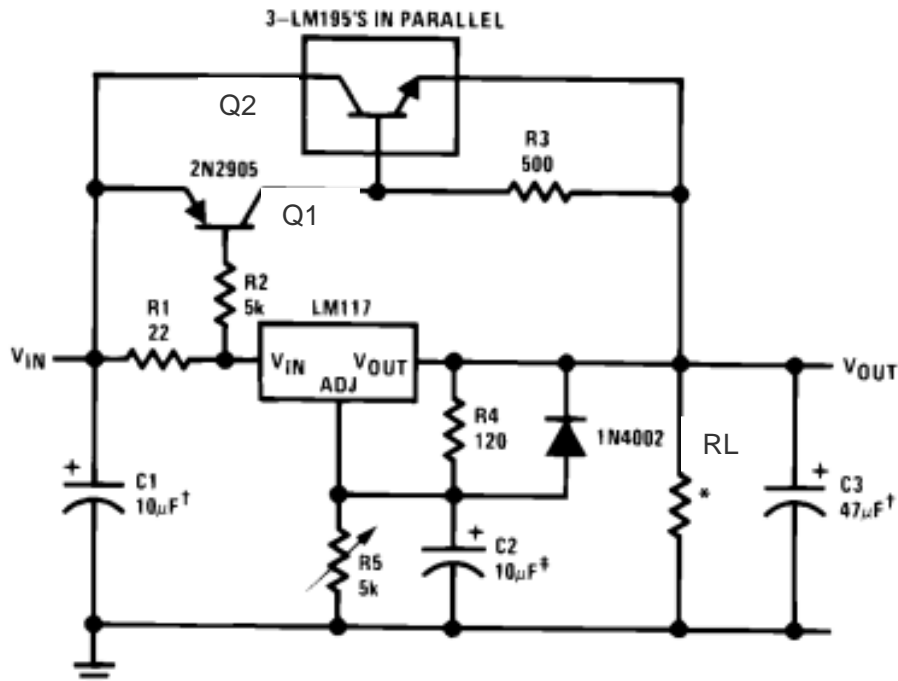 3–LM195'S IN PARALLEL
Q2
R3
500
2N2905
Q1
R2
5k
LM117
R1
22
VIN
VIN
VOUT
ADJ
VOUT
R4
120
1N4002
RL
*
C1
10μF†
C3
47μF†
R5
5k
C2
10μF‡
+
+
+